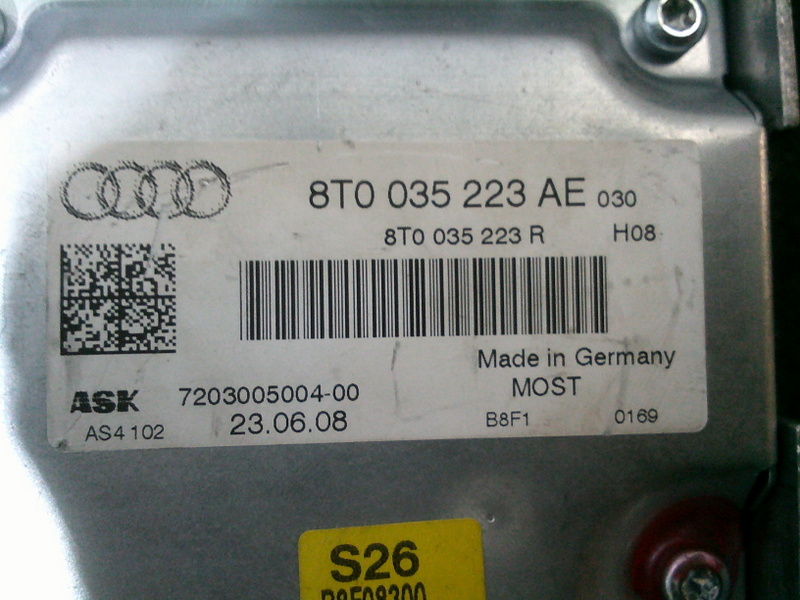 8T0 035 223 AE 030
8T0 035 223 R H08
Made in Germany
ASK 7203005004-00 MOST
AS4 102 23.06.08 B8F1 0169
S26